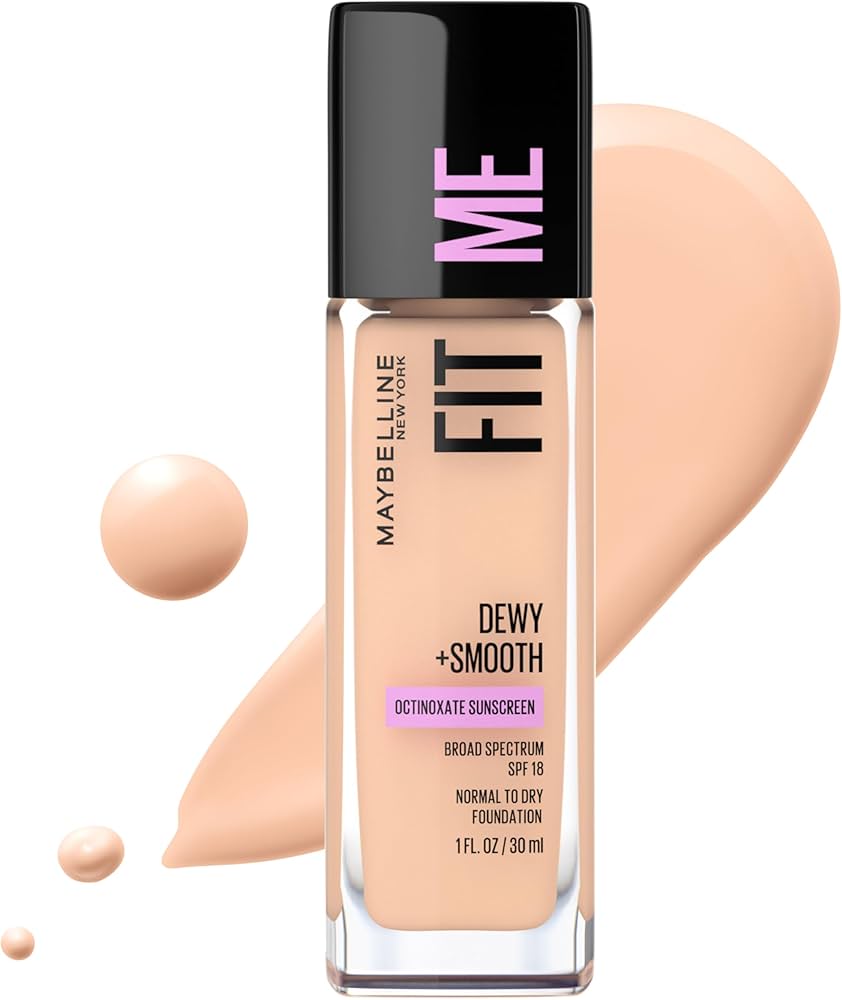 FIT ME
MAYBELLINE
NEW YORK
DEWY
+SMOOTH
OCTINOXATE SUNSCREEN
BROAD SPECTRUM
SPF 18
NORMAL TO DRY
FOUNDATION
1 FL. OZ / 30 ml